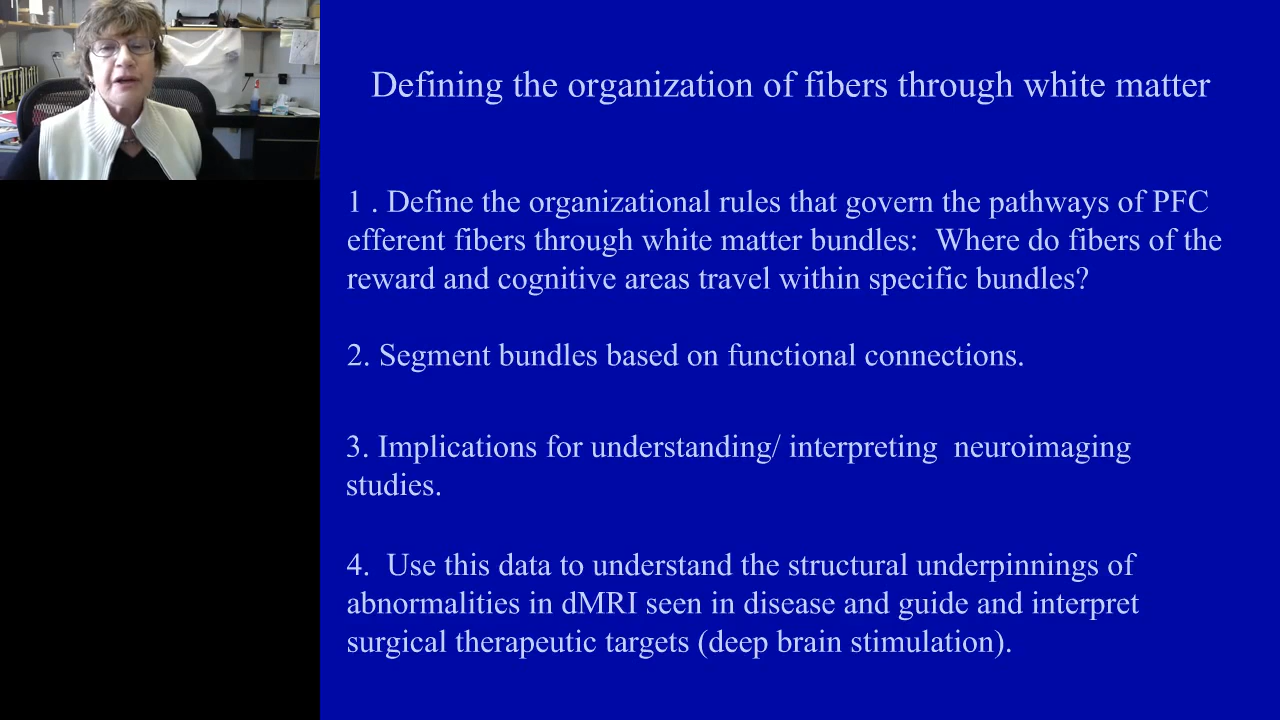 Defining the organization of fibers through white matter
1 . Define the organizational rules that govern the pathways of PFC
efferent fibers through white matter bundles:  Where do fibers of the
reward and cognitive areas travel within specific bundles?
2. Segment bundles based on functional connections.
3. Implications for understanding/ interpreting  neuroimaging
studies.
4.  Use this data to understand the structural underpinnings of
abnormalities in dMRI seen in disease and guide and interpret
surgical therapeutic targets (deep brain stimulation).